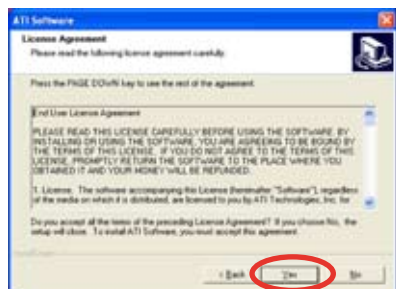 ATI Software
License Agreement
Please read the following license agreement carefully.
Press the PAGE DOWN key to see the rest of the agreement.
End User License Agreement
PLEASE READ THIS LICENSE CAREFULLY BEFORE USING THE SOFTWARE. BY
INSTALLING OR USING THE SOFTWARE, YOU ARE AGREEING TO BE BOUND BY
THE TERMS OF THIS LICENSE. IF YOU DO NOT AGREE TO THE TERMS OF THIS
LICENSE, PROMPTLY RETURN THE SOFTWARE TO THE PLACE WHERE YOU
OBTAINED IT AND YOUR MONEY WILL BE REFUNDED.
1. License. The software accompanying this License (hereinafter "Software"), regardless
of the media on which it is distributed, are licensed to you by ATI Technologies, Inc. for
Do you accept all the terms of the preceding License Agreement? If you choose No, the
setup will close. To install ATI Software, you must accept this agreement.
< Back Yes No